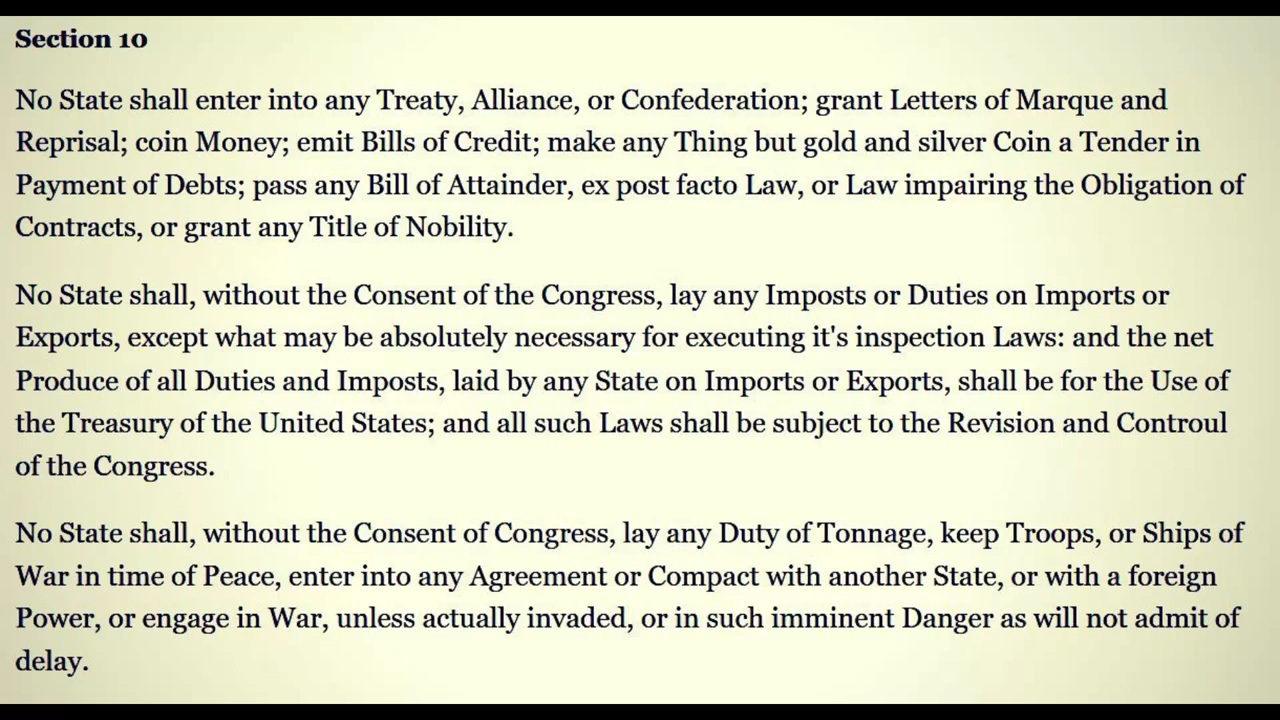 Section 10
No State shall enter into any Treaty, Alliance, or Confederation; grant Letters of Marque and
Reprisal; coin Money; emit Bills of Credit; make any Thing but gold and silver Coin a Tender in
Payment of Debts; pass any Bill of Attainder, ex post facto Law, or Law impairing the Obligation of
Contracts, or grant any Title of Nobility.
No State shall, without the Consent of the Congress, lay any Imposts or Duties on Imports or
Exports, except what may be absolutely necessary for executing it's inspection Laws: and the net
Produce of all Duties and Imposts, laid by any State on Imports or Exports, shall be for the Use of
the Treasury of the United States; and all such Laws shall be subject to the Revision and Controul
of the Congress.
No State shall, without the Consent of Congress, lay any Duty of Tonnage, keep Troops, or Ships of
War in time of Peace, enter into any Agreement or Compact with another State, or with a foreign
Power, or engage in War, unless actually invaded, or in such imminent Danger as will not admit of
delay.